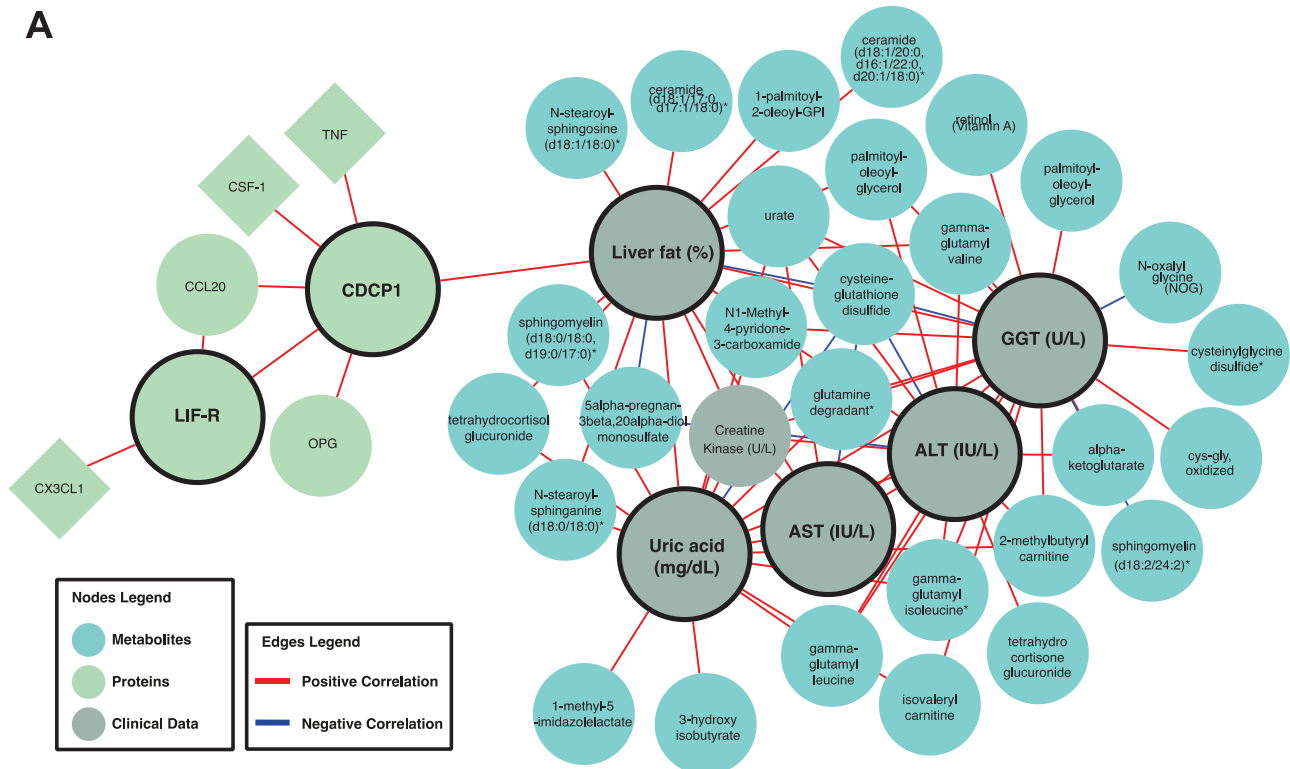 A
ceramide
(d18:1/20:0,
d16:1/22:0,
d20:1/18:0)*
ceramide
(d18:1/17:0,
d17:1/18:0)*
1-palmitoyl-
2-oleoyl-GPI
N-stearoyl-
sphingosine
(d18:1/18:0)*
retinol
(Vitamin A)
TNF
palmitoyl-
oleoyl-
glycerol
palmitoyl-
oleoyl-
glycerol
CSF-1
urate
gamma-
glutamyl
valine
Liver fat (%)
N-oxalyl
glycine
(NOG)
CCL20
CDCP1
cysteine-
glutathione
disulfide
sphingomyelin
(d18:0/18:0,
d19:0/17:0)*
N1-Methyl-
4-pyridone-
3-carboxamide
GGT (U/L)
cysteinylglycine
disulfide*
LIF-R
glutamine
degradant*
tetrahydrocortisol
glucuronide
5alpha-pregnan-
3beta,20alpha-diol
monosulfate
Creatine
Kinase (U/L)
OPG
ALT (IU/L)
alpha-
ketoglutarate
cys-gly,
oxidized
CX3CL1
N-stearoyl-
sphinganine
(d18:0/18:0)*
Uric acid
(mg/dL)
AST (IU/L)
2-methylbutyryl
carnitine
sphingomyelin
(d18:2/24:2)*
gamma-
glutamyl
isoleucine*
gamma-
glutamyl
leucine
tetrahydro
cortisone
glucuronide
isovaleryl
carnitine
1-methyl-5
-imidazolelactate
3-hydroxy
isobutyrate
Nodes Legend
Metabolites
Proteins
Clinical Data
Edges Legend
Positive Correlation
Negative Correlation